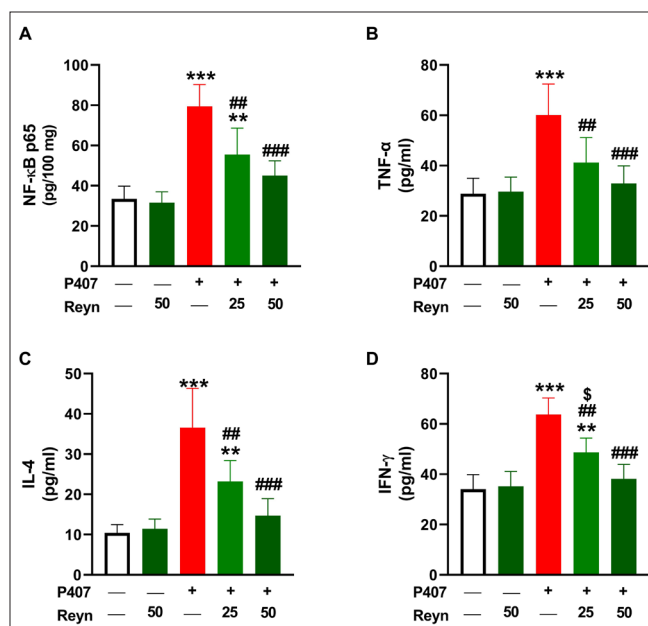 A
NF-κB p65
(pg/100 mg)
100
80
60
40
20
0
***
##
**
###
P407 — — + + +
Reyn — 50 — 25 50
B
TNF-α
(pg/ml)
80
60
40
20
0
***
##
###
P407 — — + + +
Reyn — 50 — 25 50
C
IL-4
(pg/ml)
50
40
30
20
10
0
***
##
**
###
P407 — — + + +
Reyn — 50 — 25 50
D
IFN-γ
(pg/ml)
80
60
40
20
0
***
$
##
**
###
P407 — — + + +
Reyn — 50 — 25 50